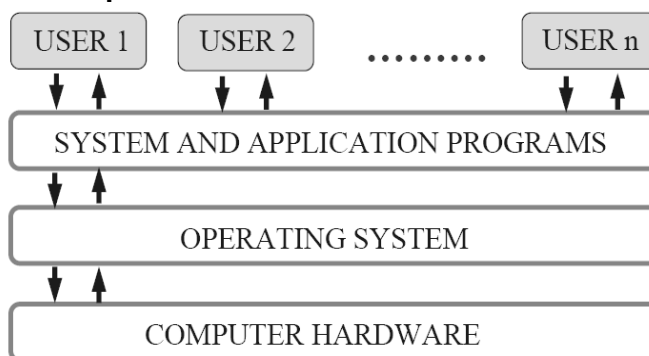 USER 1 USER 2 ......... USER n
SYSTEM AND APPLICATION PROGRAMS
OPERATING SYSTEM
COMPUTER HARDWARE